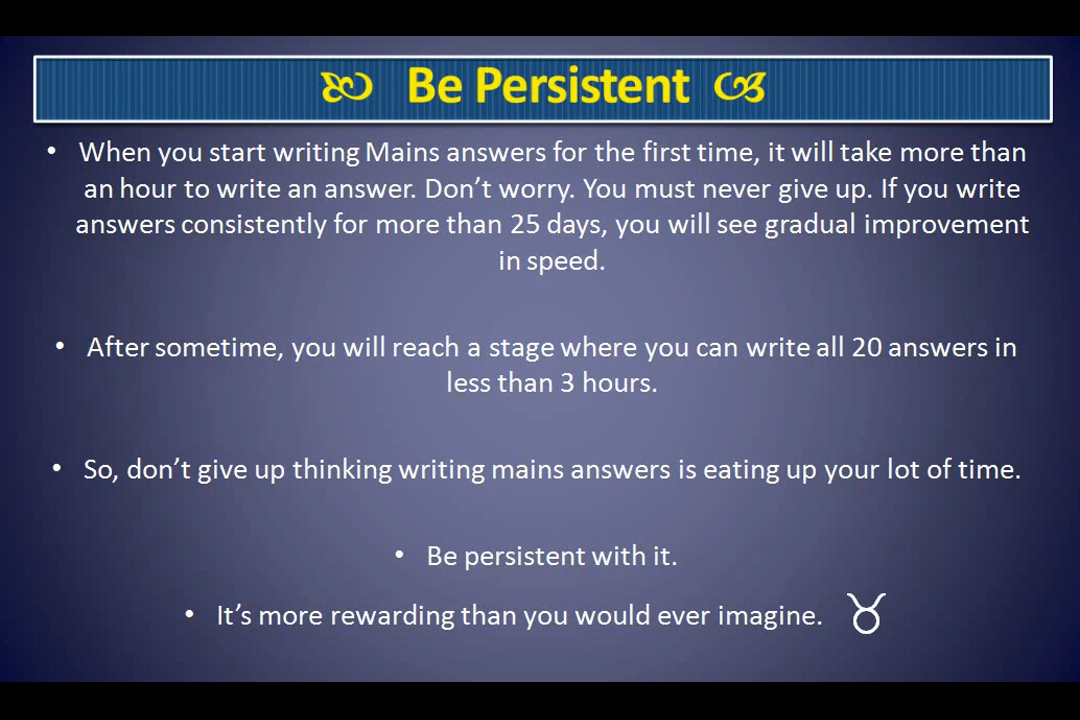 Be Persistent
• When you start writing Mains answers for the first time, it will take more than
an hour to write an answer. Don’t worry. You must never give up. If you write
answers consistently for more than 25 days, you will see gradual improvement
in speed.
• After sometime, you will reach a stage where you can write all 20 answers in
less than 3 hours.
• So, don’t give up thinking writing mains answers is eating up your lot of time.
• Be persistent with it.
• It’s more rewarding than you would ever imagine. ♉